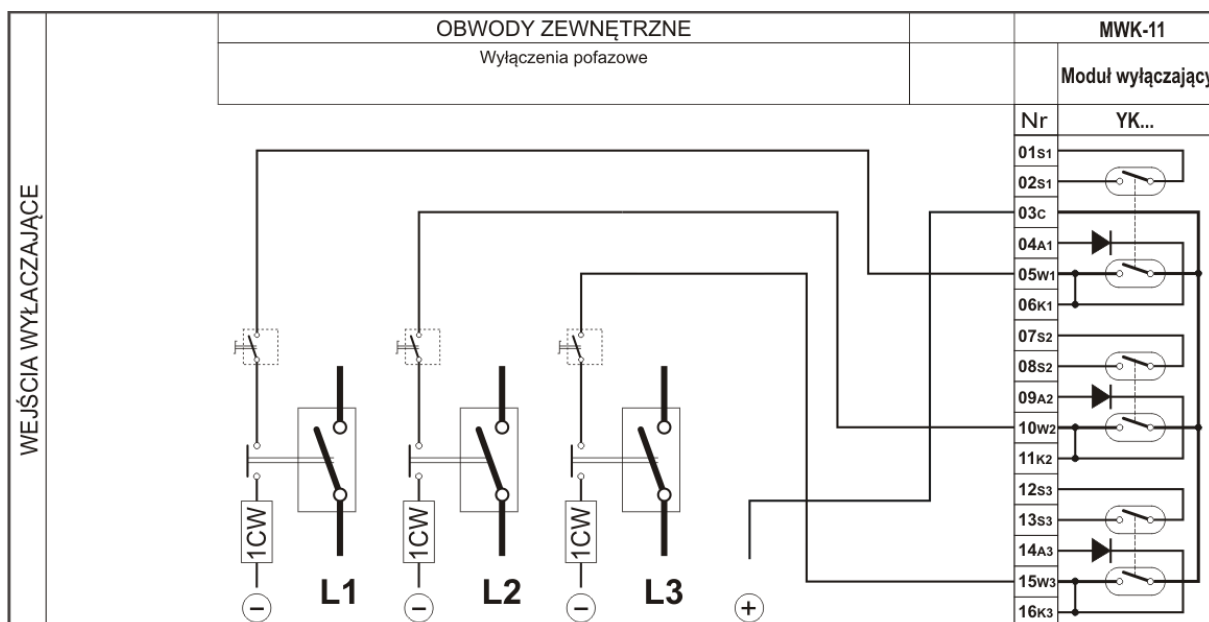 OBWODY ZEWNĘTRZNE
MWK-11
Wyłączenia pofazowe
Moduł wyłączający
Nr
YK...
01S1
02S1
03C
04A1
05W1
06K1
07S2
08S2
09A2
10W2
11K2
12S3
13S3
14A3
15W3
16K3
WEJŚCIA WYŁACZAJĄCE
1CW
1CW
1CW
L1
L2
L3
−
−
−
+